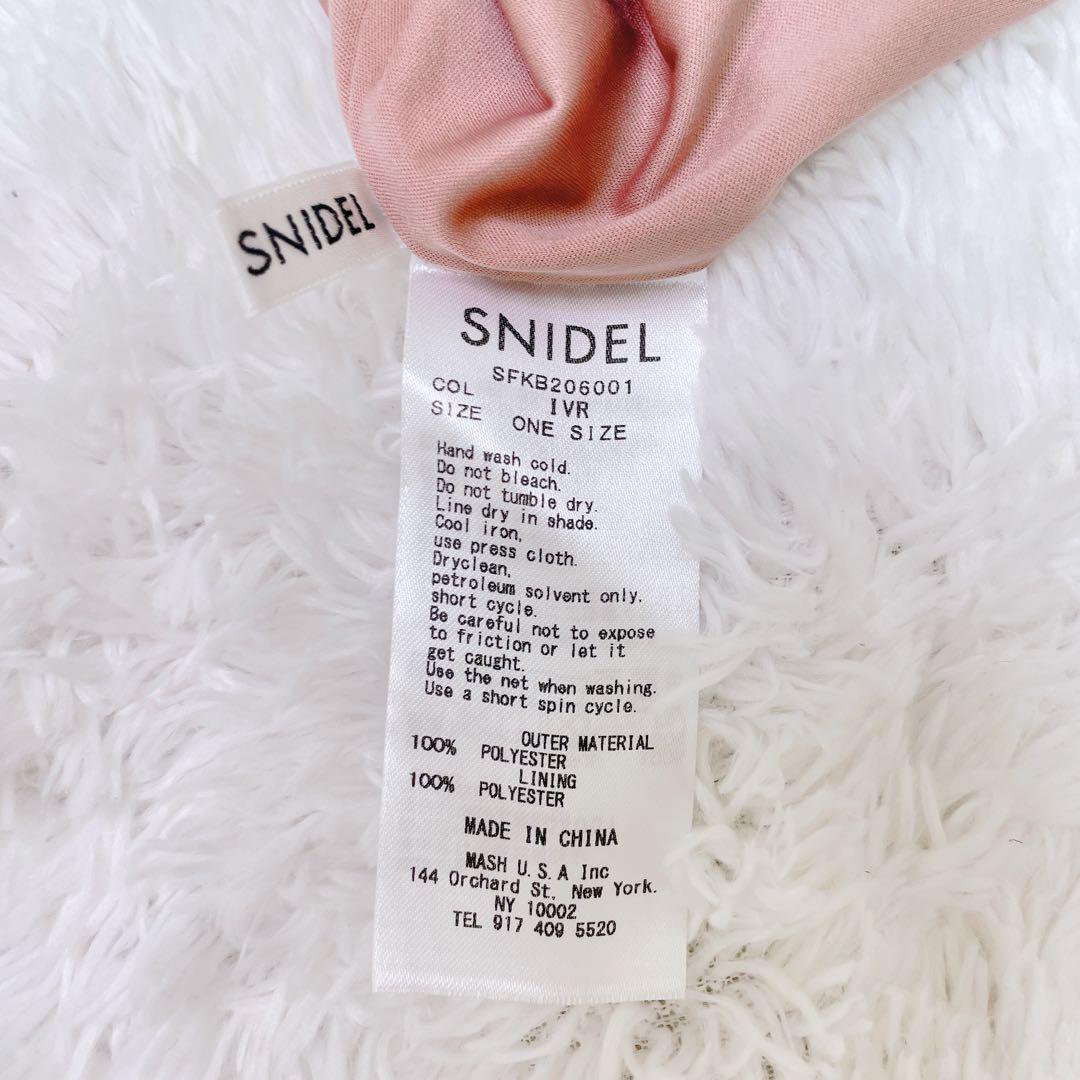 SNIDEL
SNIDEL
SFKB206001
COL IVR
SIZE ONE SIZE
Hand wash cold.
Do not bleach.
Do not tumble dry.
Line dry in shade.
Cool iron,
use press cloth.
Dryclean,
petroleum solvent only.
short cycle.
Be careful not to expose
to friction or let it
get caught.
Use the net when washing.
Use a short spin cycle.
OUTER MATERIAL
100% POLYESTER
LINING
100% POLYESTER
MADE IN CHINA
MASH U.S.A Inc
144 Orchard St, New York.
NY 10002
TEL 917 409 5520